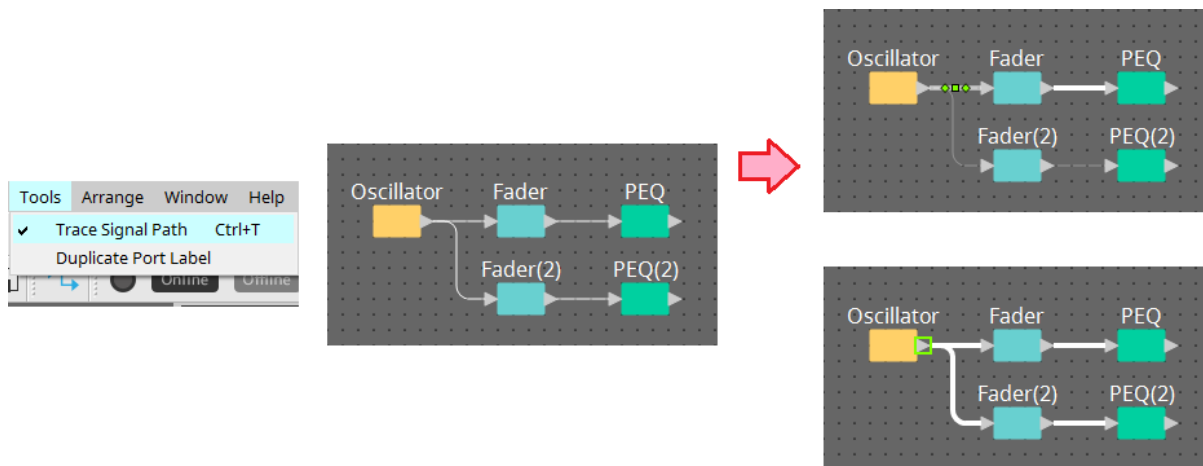 Tools Arrange Window Help
✓ Trace Signal Path Ctrl+T
Duplicate Port Label
Online Offline
Oscillator Fader PEQ
Fader(2) PEQ(2)
Oscillator Fader PEQ
Fader(2) PEQ(2)
Oscillator Fader PEQ
Fader(2) PEQ(2)